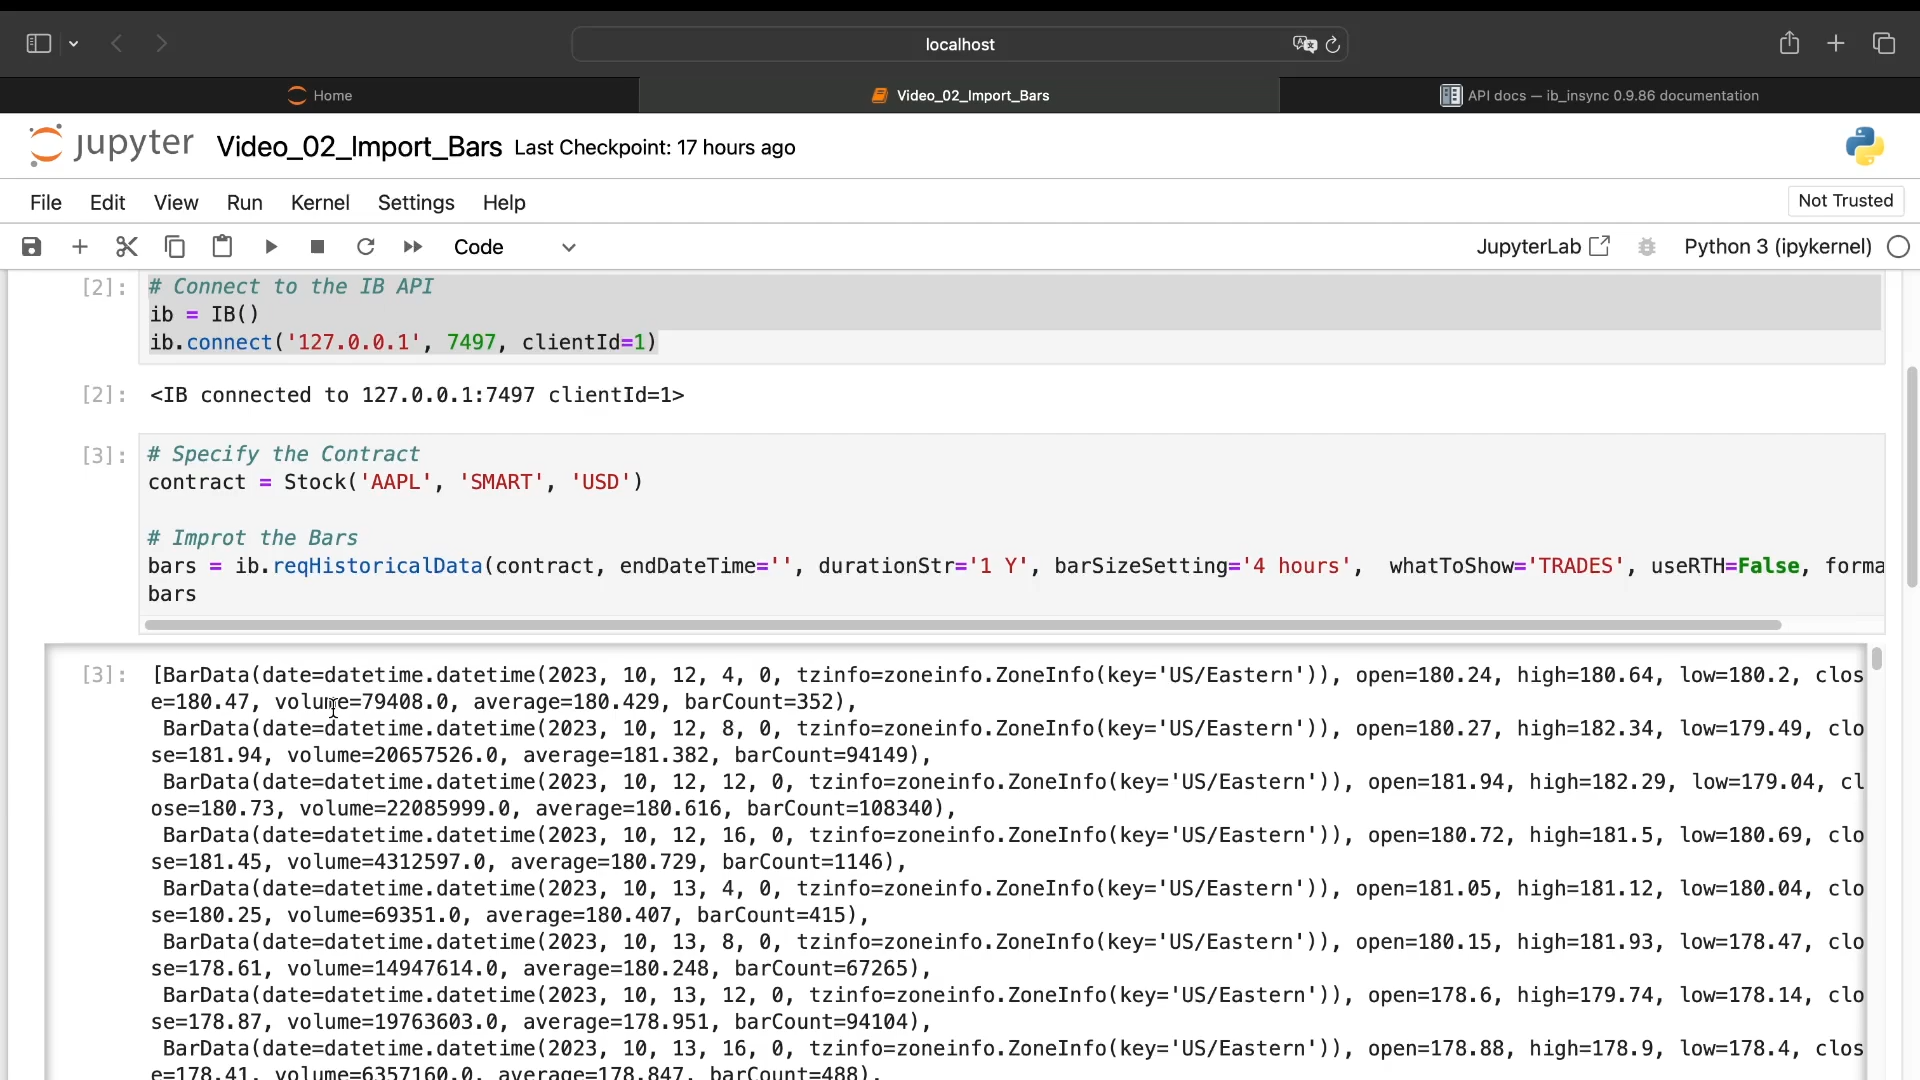 localhost
Home
Video_02_Import_Bars
API docs — ib_insync 0.9.86 documentation
jupyter Video_02_Import_Bars Last Checkpoint: 17 hours ago
File Edit View Run Kernel Settings Help
Not Trusted
Code
JupyterLab
Python 3 (ipykernel)
[2]: # Connect to the IB API
ib = IB()
ib.connect('127.0.0.1', 7497, clientId=1)
[2]: <IB connected to 127.0.0.1:7497 clientId=1>
[3]: # Specify the Contract
contract = Stock('AAPL', 'SMART', 'USD')
# Improt the Bars
bars = ib.reqHistoricalData(contract, endDateTime='', durationStr='1 Y', barSizeSetting='4 hours',  whatToShow='TRADES', useRTH=False, forma
bars
[3]: [BarData(date=datetime.datetime(2023, 10, 12, 4, 0, tzinfo=zoneinfo.ZoneInfo(key='US/Eastern')), open=180.24, high=180.64, low=180.2, clos
e=180.47, volume=79408.0, average=180.429, barCount=352),
BarData(date=datetime.datetime(2023, 10, 12, 8, 0, tzinfo=zoneinfo.ZoneInfo(key='US/Eastern')), open=180.27, high=182.34, low=179.49, clo
se=181.94, volume=20657526.0, average=181.382, barCount=94149),
BarData(date=datetime.datetime(2023, 10, 12, 12, 0, tzinfo=zoneinfo.ZoneInfo(key='US/Eastern')), open=181.94, high=182.29, low=179.04, cl
ose=180.73, volume=22085999.0, average=180.616, barCount=108340),
BarData(date=datetime.datetime(2023, 10, 12, 16, 0, tzinfo=zoneinfo.ZoneInfo(key='US/Eastern')), open=180.72, high=181.5, low=180.69, clo
se=181.45, volume=4312597.0, average=180.729, barCount=1146),
BarData(date=datetime.datetime(2023, 10, 13, 4, 0, tzinfo=zoneinfo.ZoneInfo(key='US/Eastern')), open=181.05, high=181.12, low=180.04, clo
se=180.25, volume=69351.0, average=180.407, barCount=415),
BarData(date=datetime.datetime(2023, 10, 13, 8, 0, tzinfo=zoneinfo.ZoneInfo(key='US/Eastern')), open=180.15, high=181.93, low=178.47, clo
se=178.61, volume=14947614.0, average=180.248, barCount=67265),
BarData(date=datetime.datetime(2023, 10, 13, 12, 0, tzinfo=zoneinfo.ZoneInfo(key='US/Eastern')), open=178.6, high=179.74, low=178.14, clo
se=178.87, volume=19763603.0, average=178.951, barCount=94104),
BarData(date=datetime.datetime(2023, 10, 13, 16, 0, tzinfo=zoneinfo.ZoneInfo(key='US/Eastern')), open=178.88, high=178.9, low=178.4, clos
e=178.41, volume=6357160.0, average=178.847, barCount=488),